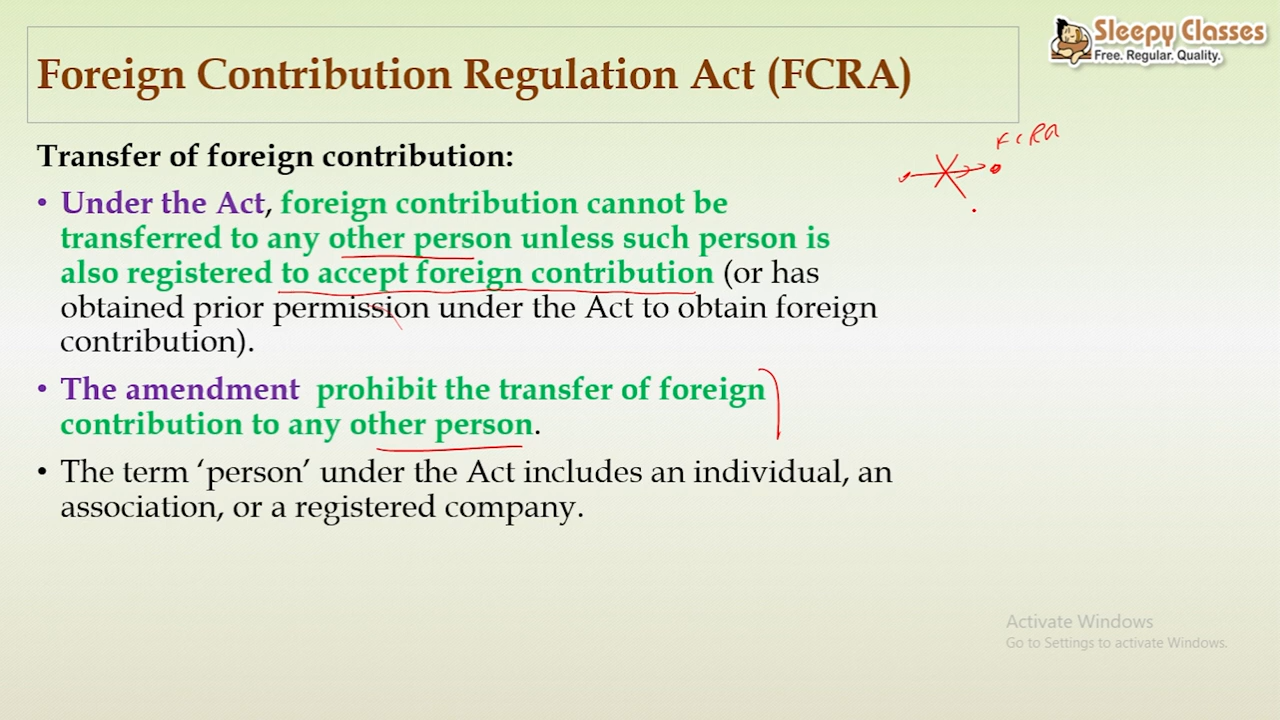 Sleepy Classes
Free. Regular. Quality.
Foreign Contribution Regulation Act (FCRA)
FCRA
Transfer of foreign contribution:
• Under the Act, foreign contribution cannot be
transferred to any other person unless such person is
also registered to accept foreign contribution (or has
obtained prior permission under the Act to obtain foreign
contribution).
• The amendment prohibit the transfer of foreign
contribution to any other person.
• The term ‘person’ under the Act includes an individual, an
association, or a registered company.
Activate Windows
Go to Settings to activate Windows.